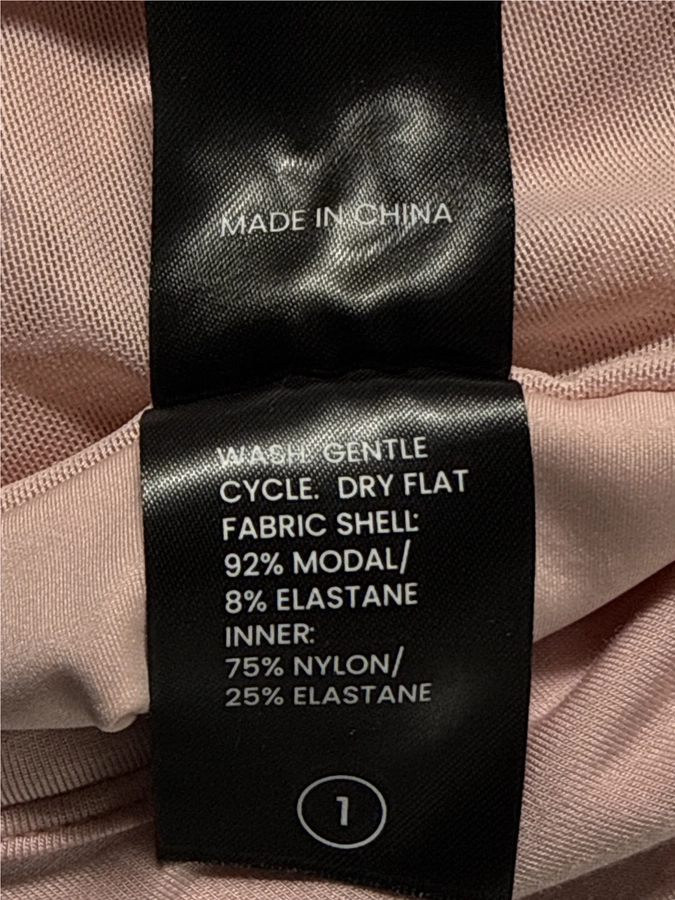 MADE IN CHINA
WASH: GENTLE
CYCLE. DRY FLAT
FABRIC SHELL:
92% MODAL/
8% ELASTANE
INNER:
75% NYLON/
25% ELASTANE
1